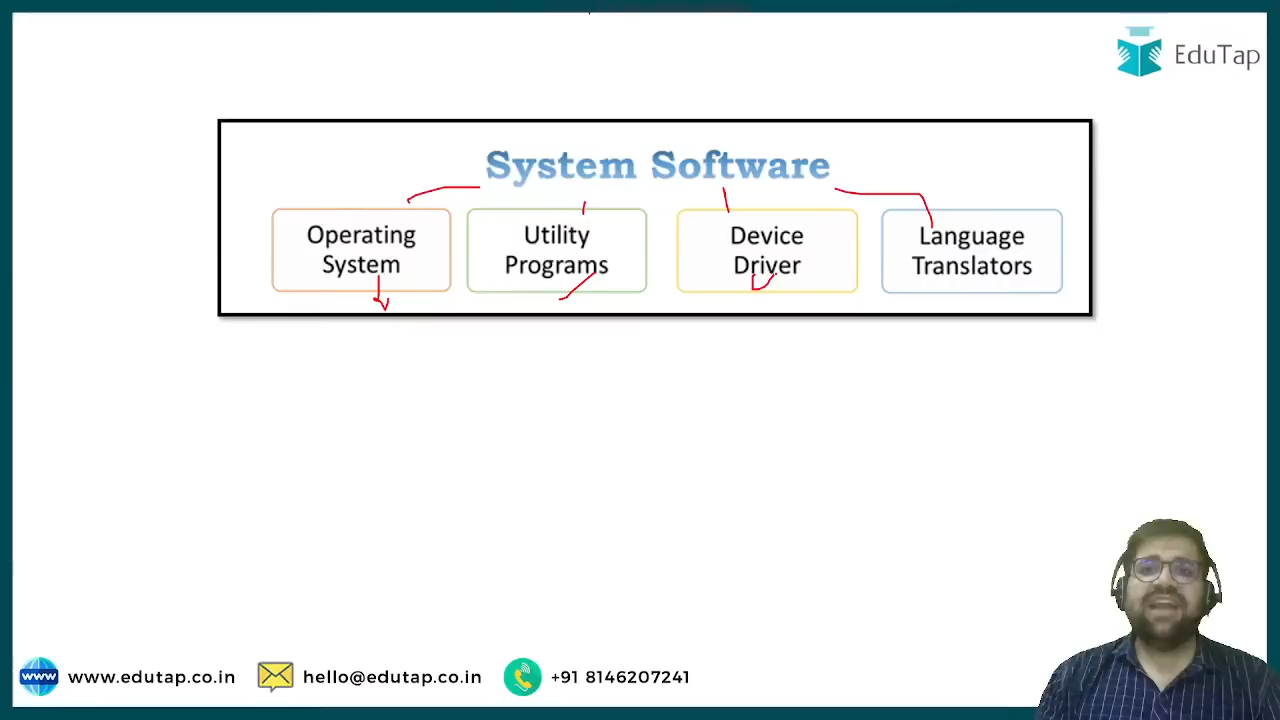 EduTap
System Software
Operating
System
Utility
Programs
Device
Driver
Language
Translators
www
www.edutap.co.in
hello@edutap.co.in
+91 8146207241